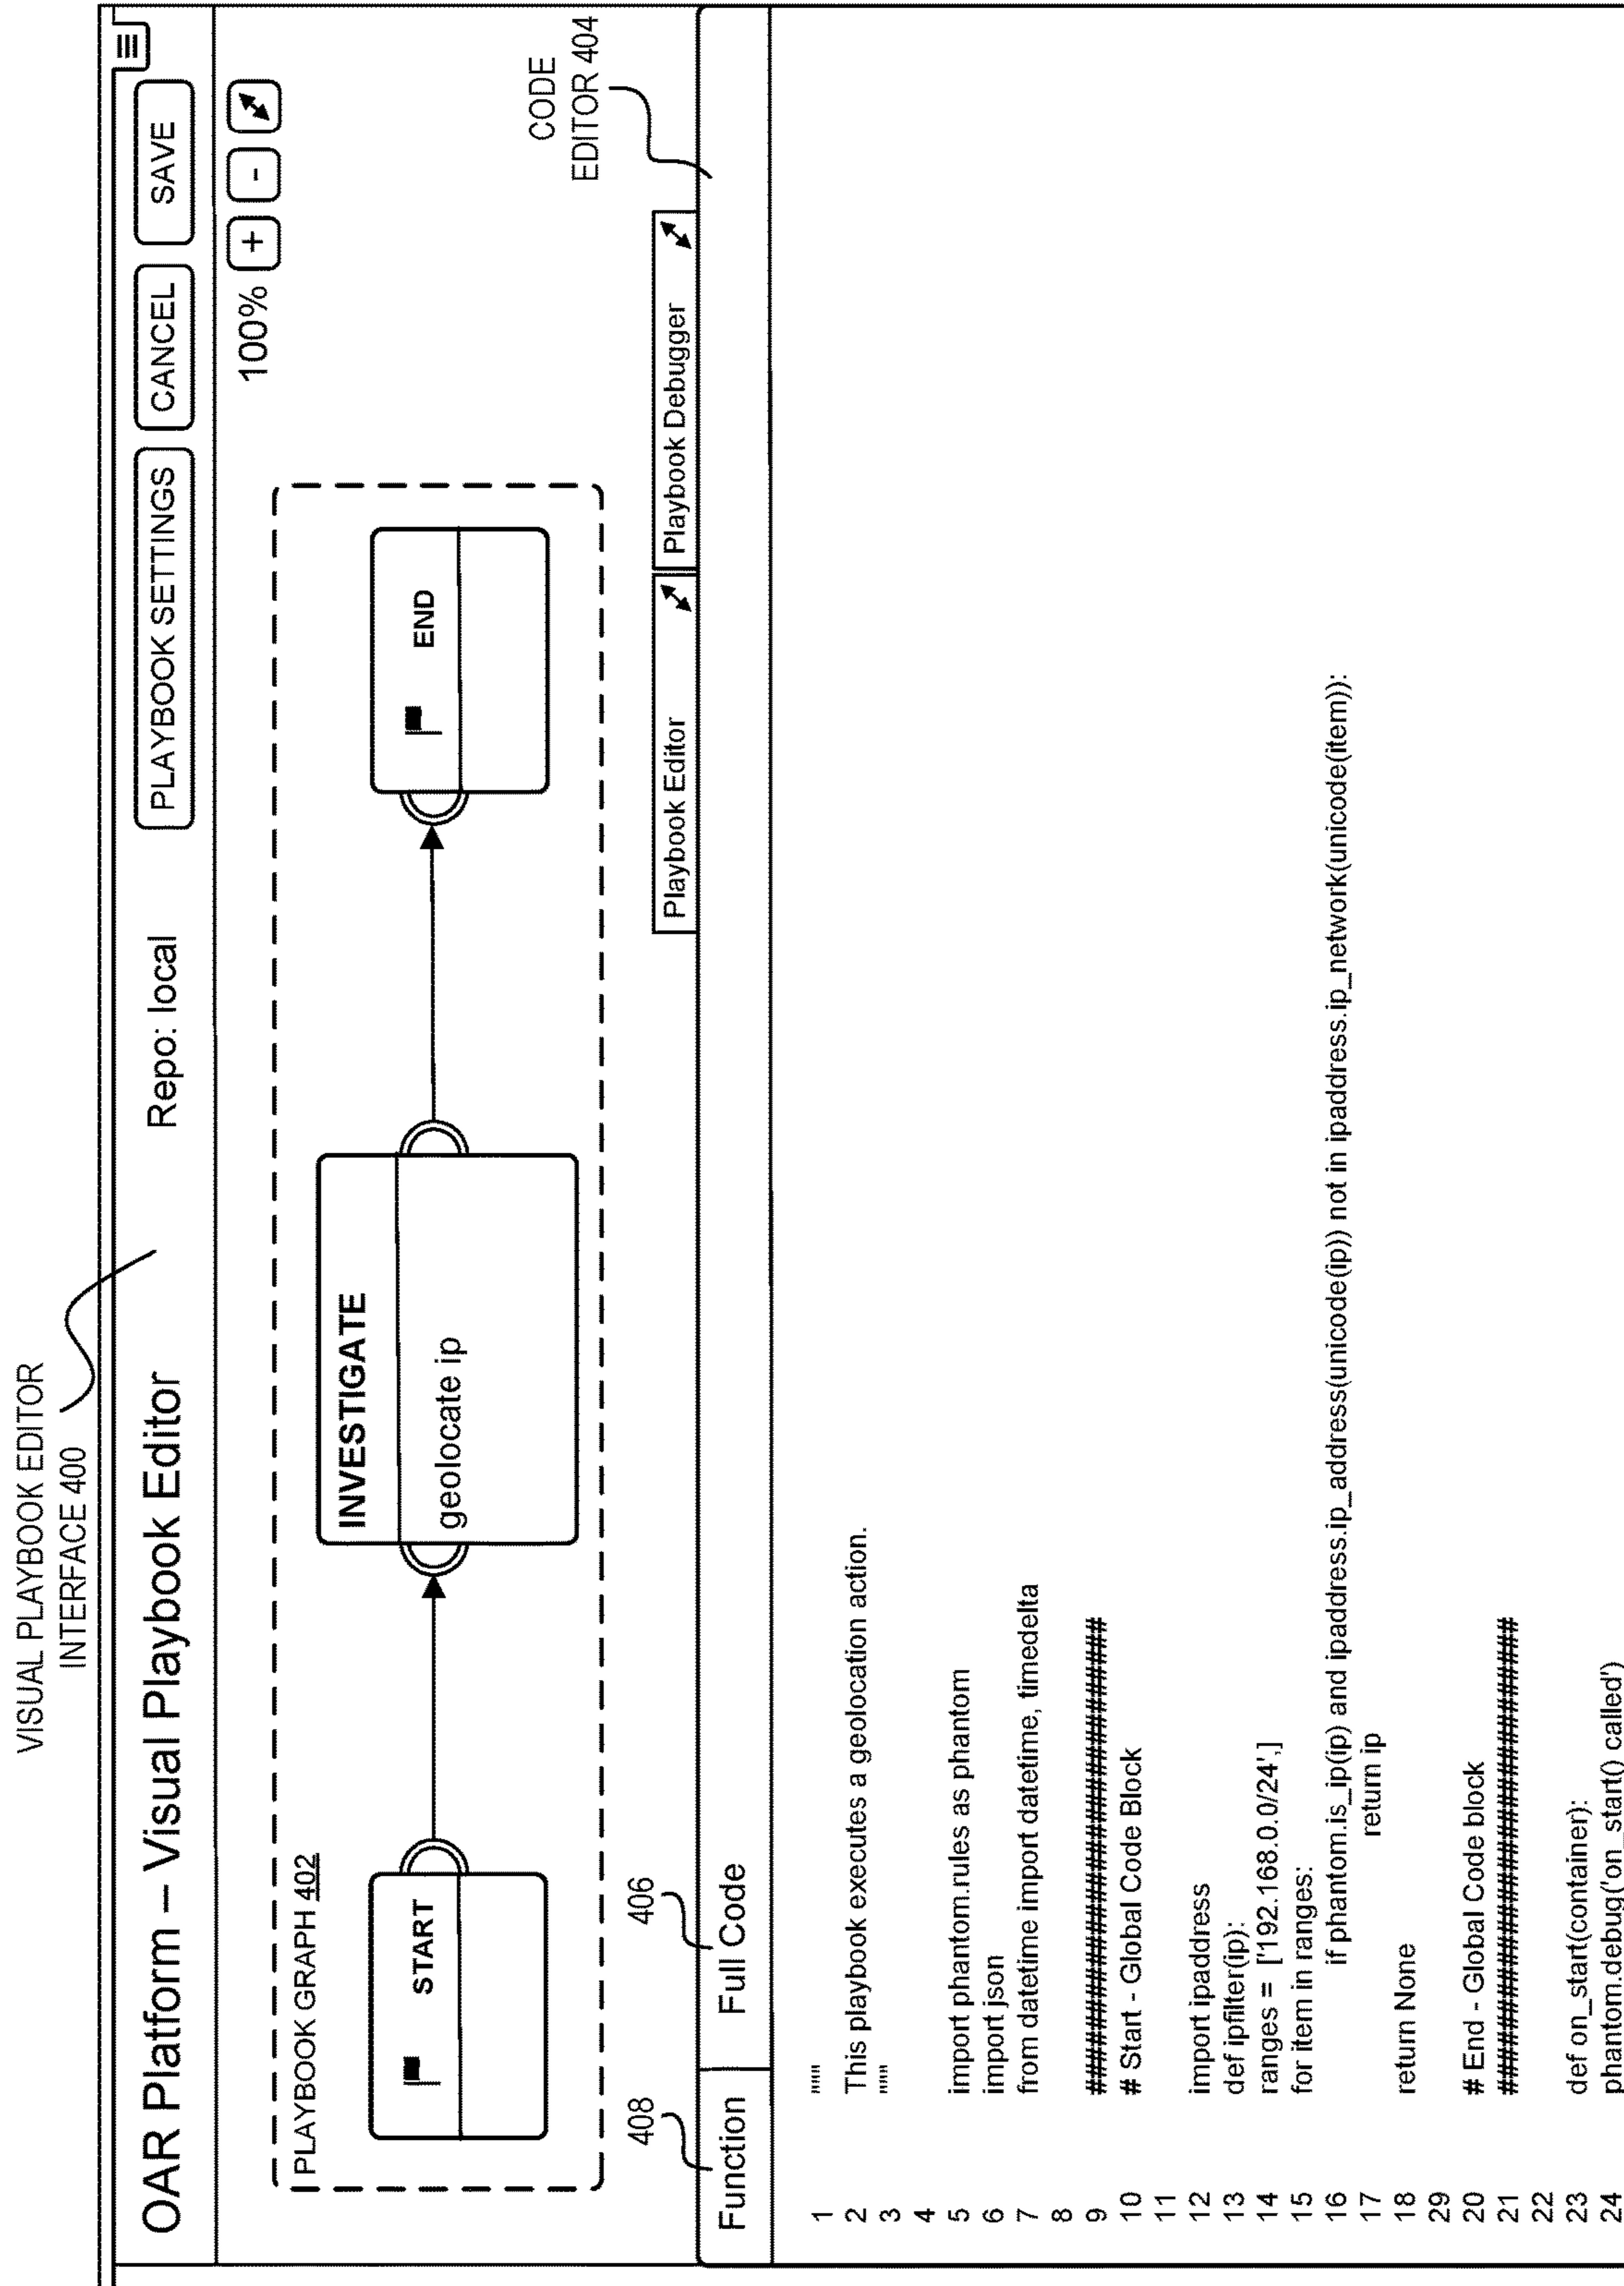 VISUAL PLAYBOOK EDITOR
INTERFACE 400
OAR Platform – Visual Playbook Editor
Repo: local
PLAYBOOK SETTINGS
CANCEL
SAVE
100%
+
-
PLAYBOOK GRAPH 402
START
INVESTIGATE
geolocate ip
END
CODE
EDITOR 404
Playbook Editor
Playbook Debugger
408
406
Function
Full Code
1 """
2 This playbook executes a geolocation action.
3 """
4
5 import phantom.rules as phantom
6 import json
7 from datetime import datetime, timedelta
8
9 ##############################
10 # Start - Global Code Block
11
12 import ipaddress
13 def ipfilter(ip):
14 ranges = ['192.168.0.0/24',]
15 for item in ranges:
16 if phantom.is_ip(ip) and ipaddress.ip_address(unicode(ip)) not in ipaddress.ip_network(unicode(item)):
17 return ip
18 return None
29
20 # End - Global Code block
21 ##############################
22
23 def on_start(container):
24 phantom.debug('on_start() called')